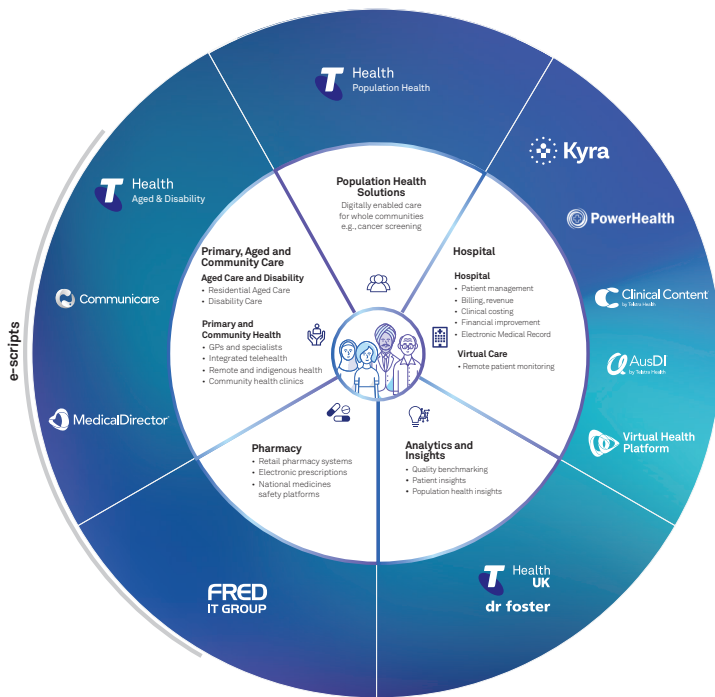 Health
Population Health
Kyra
PowerHealth
Clinical Content
by Telstra Health
AusDI
by Telstra Health
Virtual Health
Platform
Health
UK
dr foster
FRED
IT GROUP
MedicalDirector
Communicare
Health
Aged & Disability
e-scripts
Population Health
Solutions
Digitally enabled care
for whole communities
e.g., cancer screening
Hospital
Hospital
• Patient management
• Billing, revenue
• Clinical costing
• Financial improvement
• Electronic Medical Record
Virtual Care
• Remote patient monitoring
Analytics and
Insights
• Quality benchmarking
• Patient insights
• Population health insights
Pharmacy
• Retail pharmacy systems
• Electronic prescriptions
• National medicines
safety platforms
Primary, Aged and
Community Care
Aged Care and Disability
• Residential Aged Care
• Disability Care
Primary and
Community Health
• GPs and specialists
• Integrated telehealth
• Remote and indigenous health
• Community health clinics